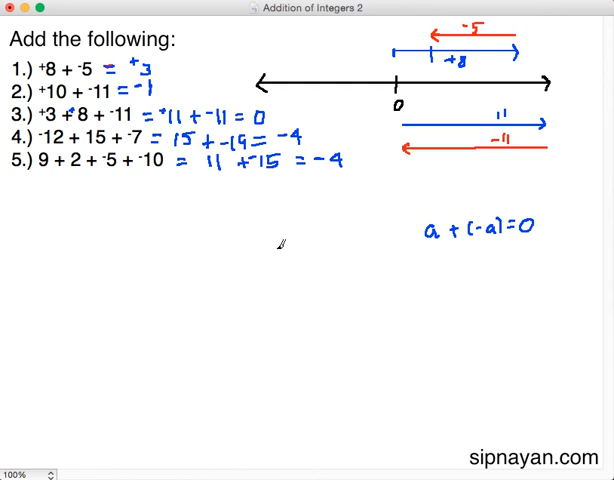 Addition of Integers 2
Add the following:
1.) ⁺8 + ⁻5 = ⁺3
2.) ⁺10 + ⁻11 = -1
3.) ⁺3 + ⁺8 + ⁻11 = ⁺11 + -11 = 0
4.) ⁻12 + 15 + ⁻7 = 15 + -19 = -4
5.) 9 + 2 + ⁻5 + ⁻10 = 11 + -15 = -4
-5
+8
0
11
-11
a + (-a) = 0
sipnayan.com
100%